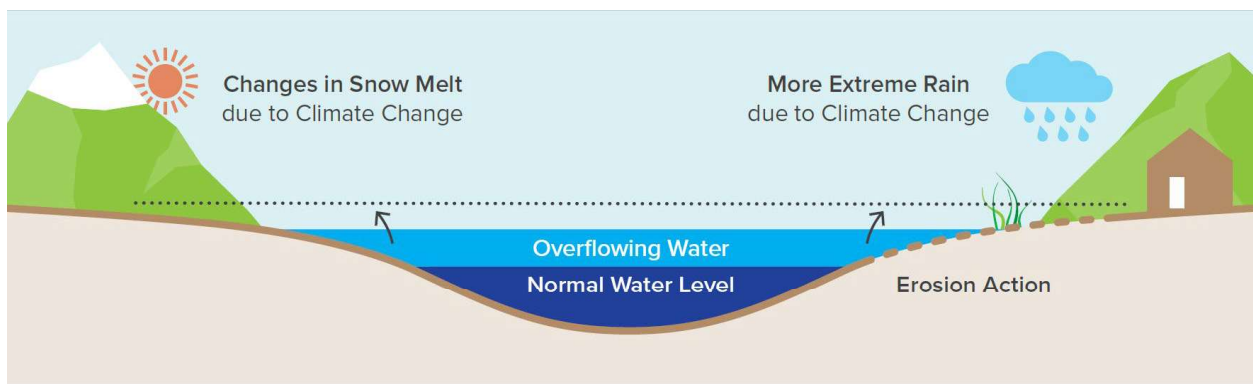 Changes in Snow Melt
due to Climate Change
More Extreme Rain
due to Climate Change
Overflowing Water
Normal Water Level
Erosion Action